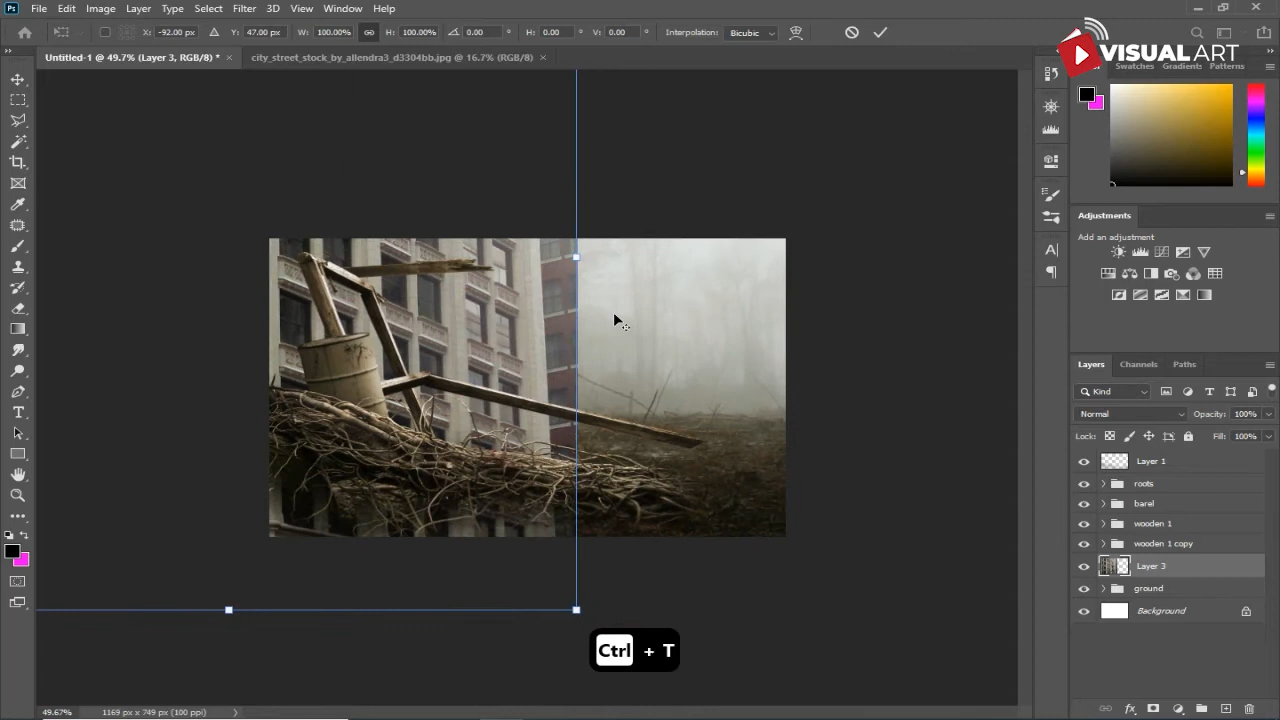 Ps File Edit Image Layer Type Select Filter 3D View Window Help
X: -92.00 px Y: 47.00 px W: 100.00% H: 100.00% 0.00 ° H: 0.00 ° V: 0.00 ° Interpolation: Bicubic
VISUALART
Untitled-1 @ 49.7% (Layer 3, RGB/8) * × city_street_stock_by_allendra3_d3304bb.jpg @ 16.7% (RGB/8) ×
Swatches Gradients Patterns
Adjustments
Add an adjustment
Layers Channels Paths
Kind
Normal Opacity: 100%
Lock: Fill: 100%
Layer 1
roots
barel
wooden 1
wooden 1 copy
Layer 3
ground
Background
Ctrl + T
49.67% 1169 px x 749 px (100 ppi)